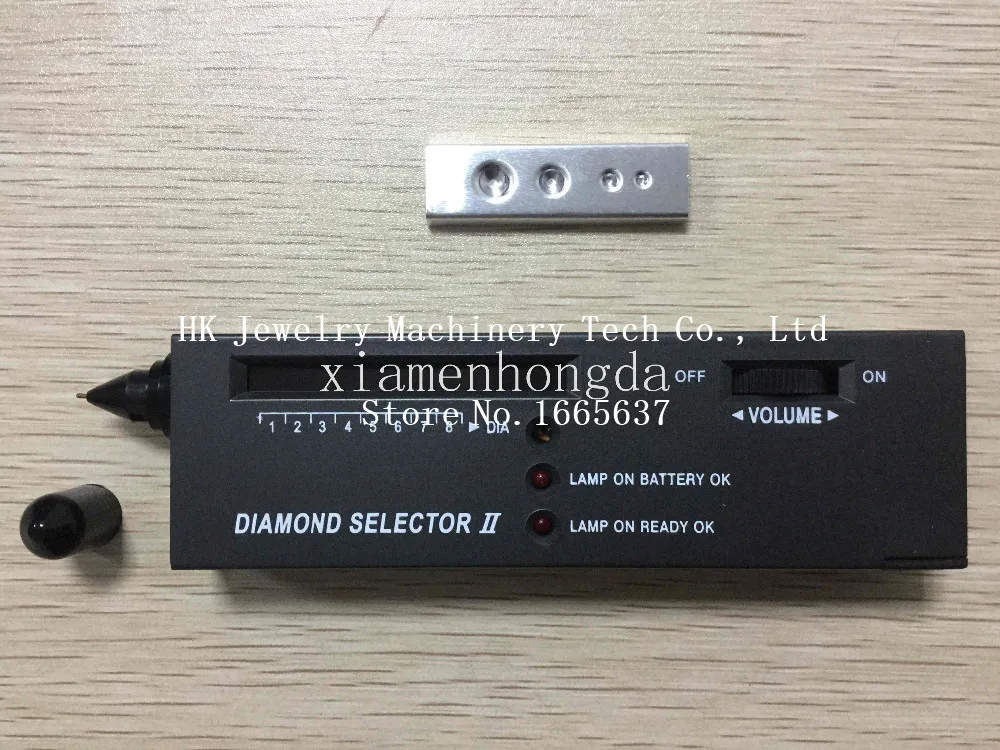 HK Jewelry Machinery Tech Co., Ltd
xiamenhongda
OFF
ON
Store No. 1665637
◄ VOLUME ►
1 2 3 4 5 6 7 8 ► DIA
LAMP ON BATTERY OK
DIAMOND SELECTOR II
LAMP ON READY OK